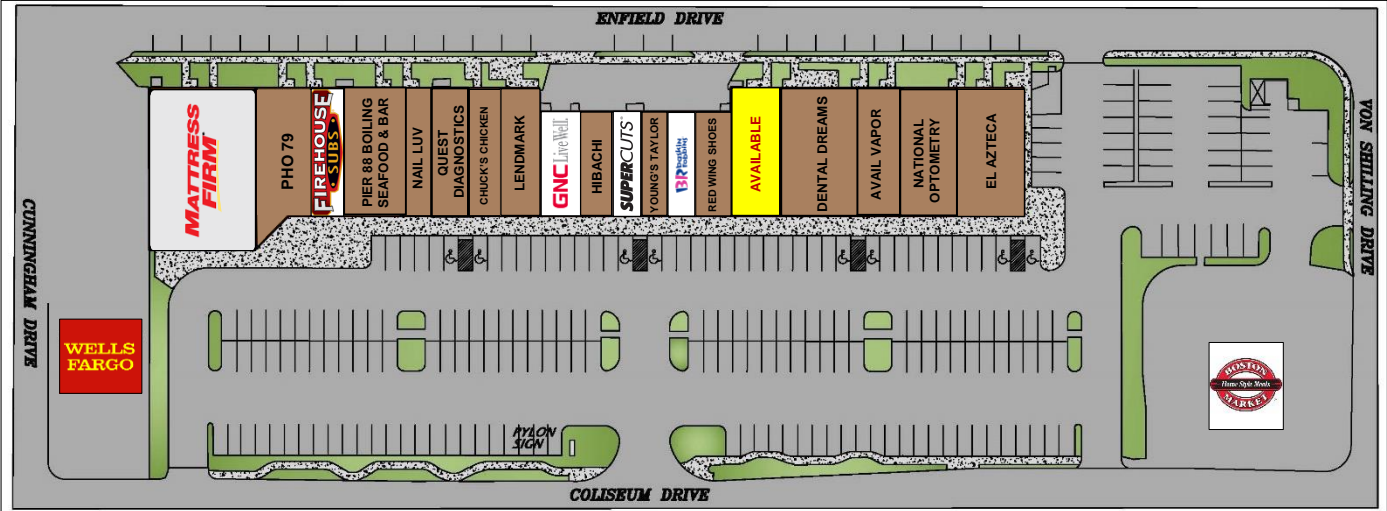 ENFIELD DRIVE
MATTRESS
FIRM
PHO 79
FIREHOUSE
SUBS
PIER 88 BOILING
SEAFOOD & BAR
NAIL LUV
QUEST
DIAGNOSTICS
CHUCK'S CHICKEN
LENDMARK
GNC LiveWell.
HIBACHI
SUPERCUTS
YOUNG'S TAYLOR
BR baskin
robbins
RED WING SHOES
AVAILABLE
DENTAL DREAMS
AVAIL VAPOR
NATIONAL
OPTOMETRY
EL AZTECA
VON SHILLING DRIVE
CUNNINGHAM DRIVE
WELLS
FARGO
BOSTON
Home Style Meals
MARKET
PYLON
SIGN
COLISEUM DRIVE